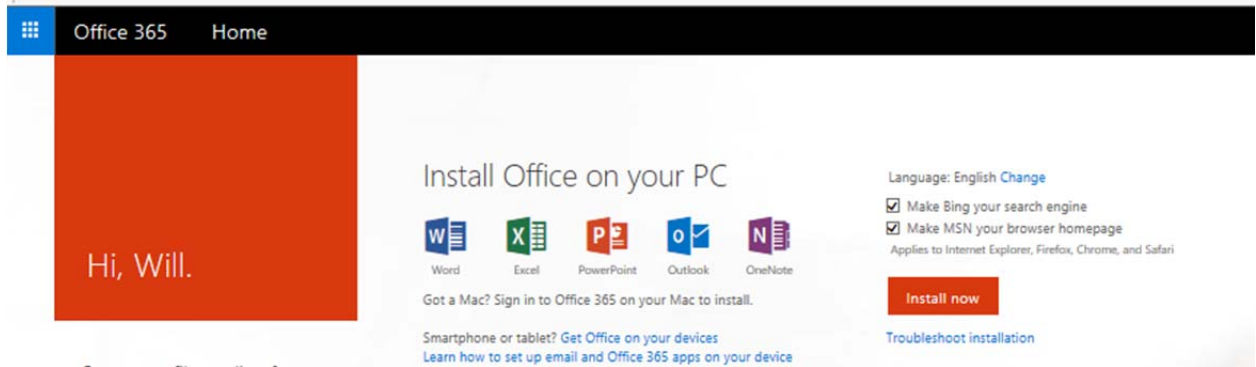 Office 365 Home
Hi, Will.
Install Office on your PC
Word Excel PowerPoint Outlook OneNote
Got a Mac? Sign in to Office 365 on your Mac to install.
Smartphone or tablet? Get Office on your devices
Learn how to set up email and Office 365 apps on your device
Language: English Change
Make Bing your search engine
Make MSN your browser homepage
Applies to Internet Explorer, Firefox, Chrome, and Safari
Install now
Troubleshoot installation